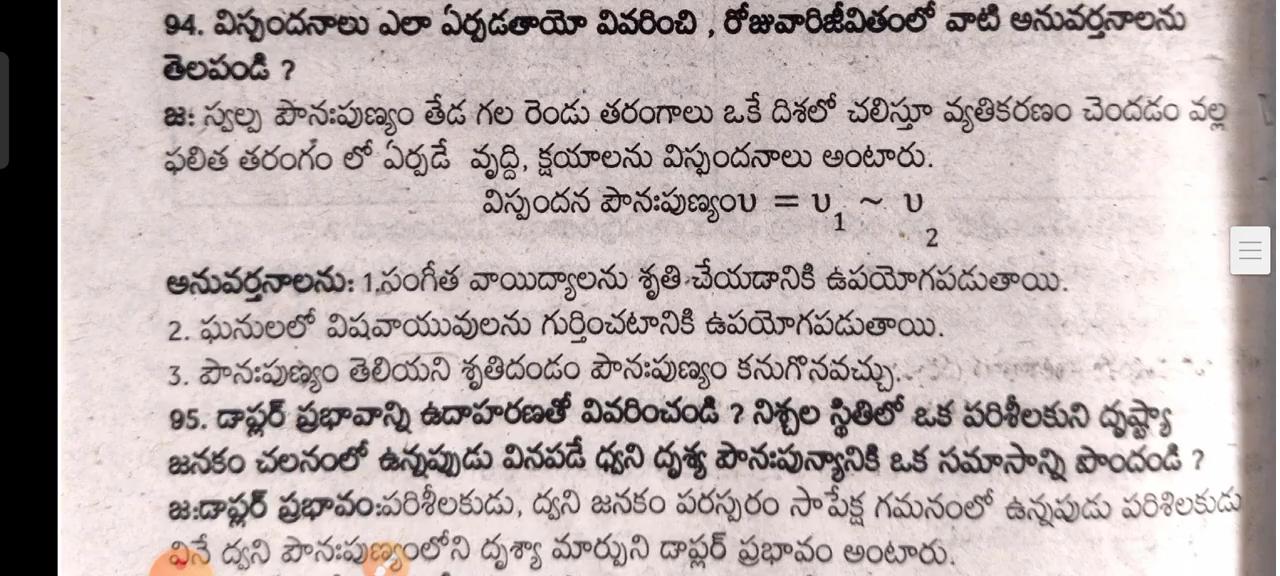 94. విస్పందనాలు ఎలా ఏర్పడతాయో వివరించి , రోజువారిజీవితంలో వాటి అనువర్తనాలను
తెలపండి ?
జ: స్వల్ప పౌనఃపుణ్యం తేడ గల రెండు తరంగాలు ఒకే దిశలో చలిస్తూ వ్యతికరణం చెందడం వల్ల
ఫలిత తరంగం లో ఏర్పడే వృద్ది, క్షయాలను విస్ఫందనాలు అంటారు.
విస్పందన పౌనఃపుణ్యంυ = υ1 ~ υ2
అనువర్తనాలను: 1.సంగీత వాయిద్యాలను శృతి చేయడానికి ఉపయోగపడుతాయి.
2. ఘనులలో విషవాయువులను గుర్తించటానికి ఉపయోగపడుతాయి.
3. పౌనఃపుణ్యం తెలియని శృతిదండం పౌనఃపుణ్యం కనుగొనవచ్చు.
95. డాప్లర్ ప్రభావాన్ని ఉదాహరణతో వివరించండి ? నిశ్చల స్థితిలో ఒక పరిశీలకుని దృష్ట్యా
జనకం చలనంలో ఉన్నప్పుడు వినపడే ధ్వని దృశ్య పౌనఃపున్యానికి ఒక సమాసాన్ని పొందండి ?
జ:డాప్లర్ ప్రభావం:పరిశీలకుడు, ద్వని జనకం పరస్పరం సాపేక్ష గమనంలో ఉన్నపుడు పరిశిలకుడు
వినే ద్వని పౌనఃపుణ్యంలోని దృశ్యా మార్పుని డాప్లర్ ప్రభావం అంటారు.